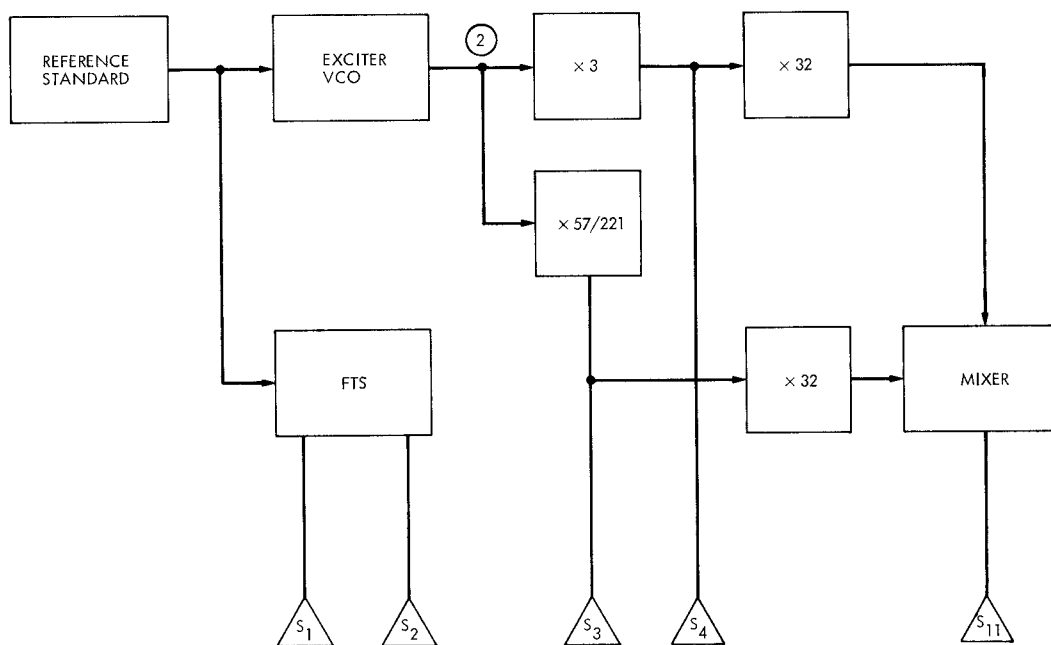 REFERENCE
STANDARD
EXCITER
VCO
2
× 3
× 32
× 57/221
FTS
× 32
MIXER
S1
S2
S3
S4
S11